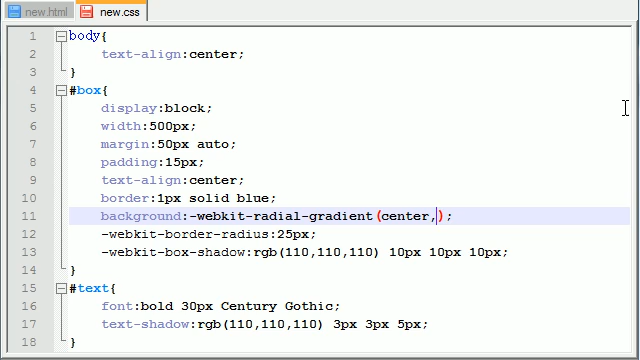 new.html new.css
1 body{
2 text-align:center;
3 }
4 #box{
5 display:block;
6 width:500px;
7 margin:50px auto;
8 padding:15px;
9 text-align:center;
10 border:1px solid blue;
11 background:-webkit-radial-gradient(center,);
12 -webkit-border-radius:25px;
13 -webkit-box-shadow:rgb(110,110,110) 10px 10px 10px;
14 }
15 #text{
16 font:bold 30px Century Gothic;
17 text-shadow:rgb(110,110,110) 3px 3px 5px;
18 }